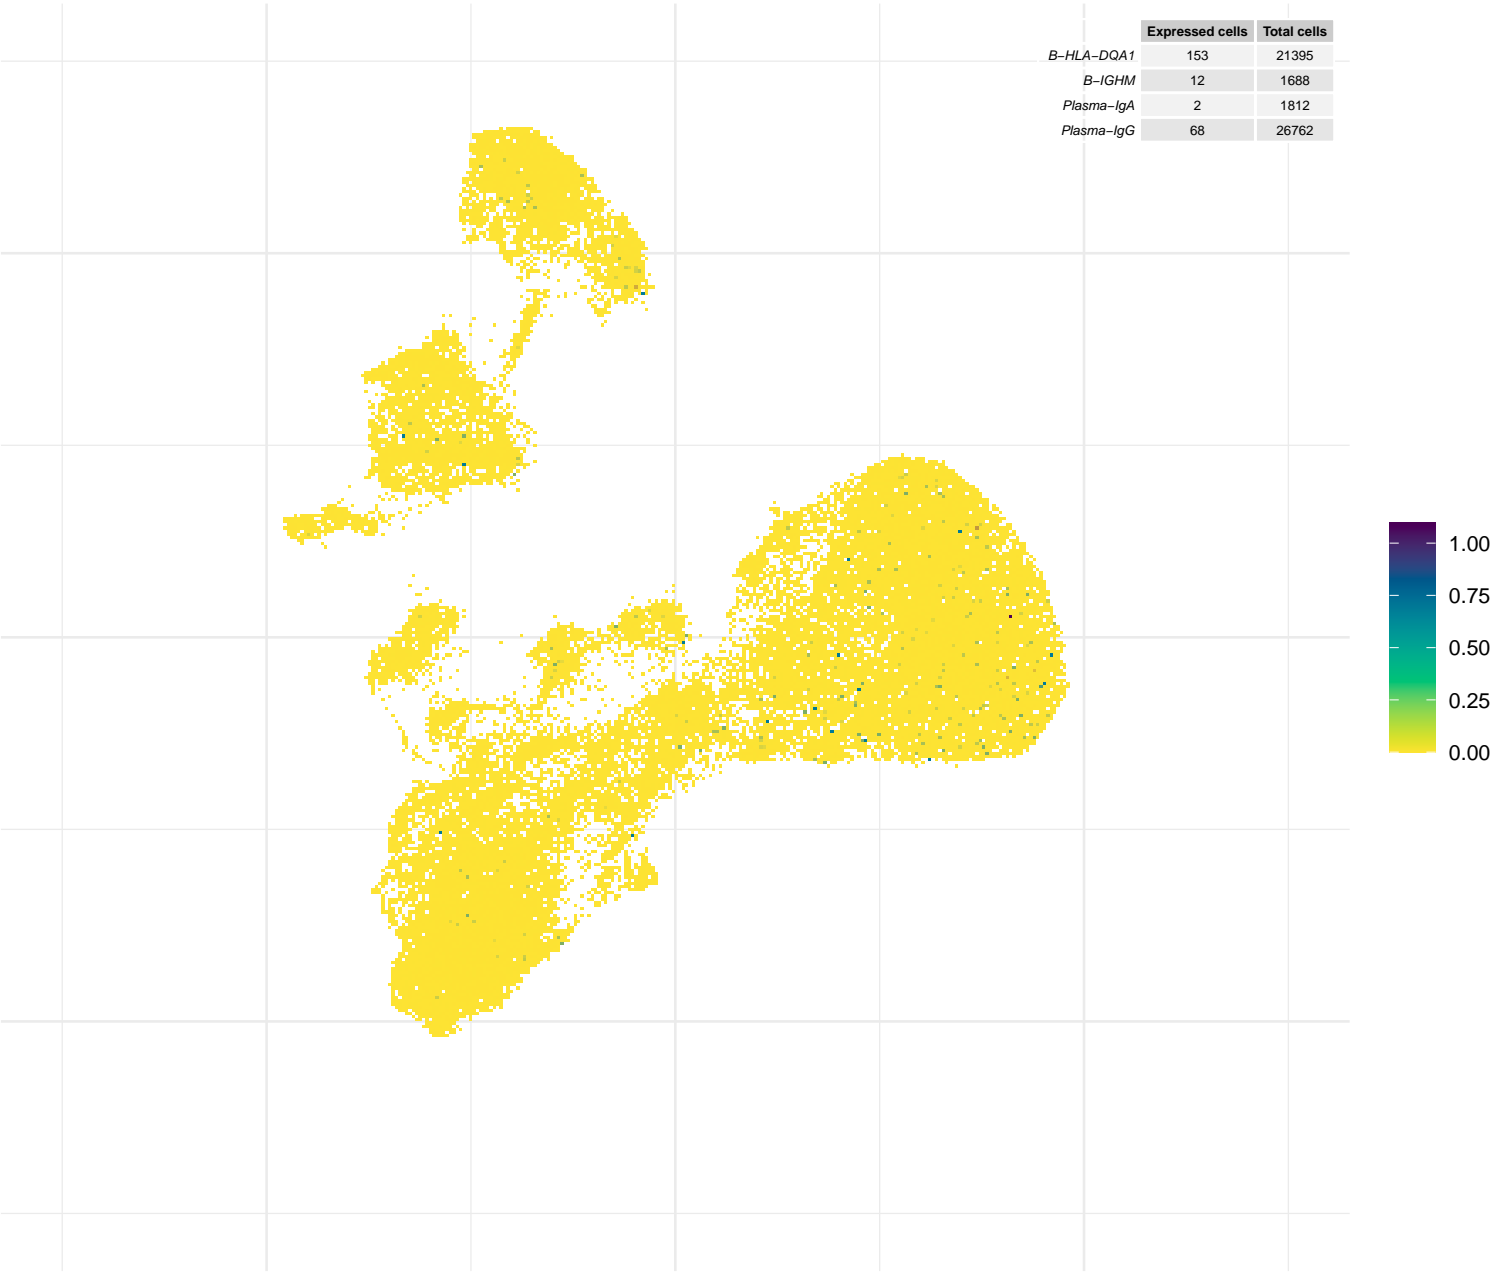 Expressed cells Total cells
B−HLA−DQA1 153 21395
B−IGHM 12 1688
Plasma−IgA 2 1812
Plasma−IgG 68 26762
1.00
0.75
0.50
0.25
0.00